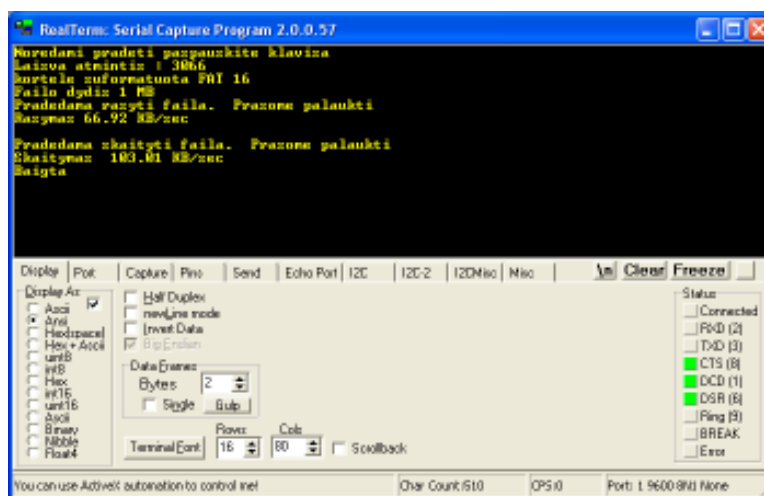 RealTerm: Serial Capture Program 2.0.0.57
Noredami pradeti paspauskite klavisa
Laisva atmintis : 3066
kortele suformatuota FAT 16
Failo dydis 1 MB
Pradedama rasyti faila. Prasome palaukti
Rasymas 66.92 KB/sec
Pradedama skaityti faila. Prasome palaukti
Skaitymas 103.01 KB/sec
Baigta
Display Port Capture Pins Send Echo Port I2C I2C-2 I2CMisc Misc \n Clear Freeze
Display As
Ascii
Ansi
Hex[space]
Hex + Ascii
uint8
int8
Hex
int16
uint16
Ascii
Binary
Nibble
Float4
Half Duplex
newLine mode
Invert Data
Big Endian
Data Frames
Bytes 2
Single Gulp
Rows Cols
Terminal Font 16 80 Scrollback
Status
Connected
RXD (2)
TXD (3)
CTS (8)
DCD (1)
DSR (6)
Ring (9)
BREAK
Error
You can use ActiveX automation to control me! Char Count:510 CPS:0 Port: 1 9600 8N1 None